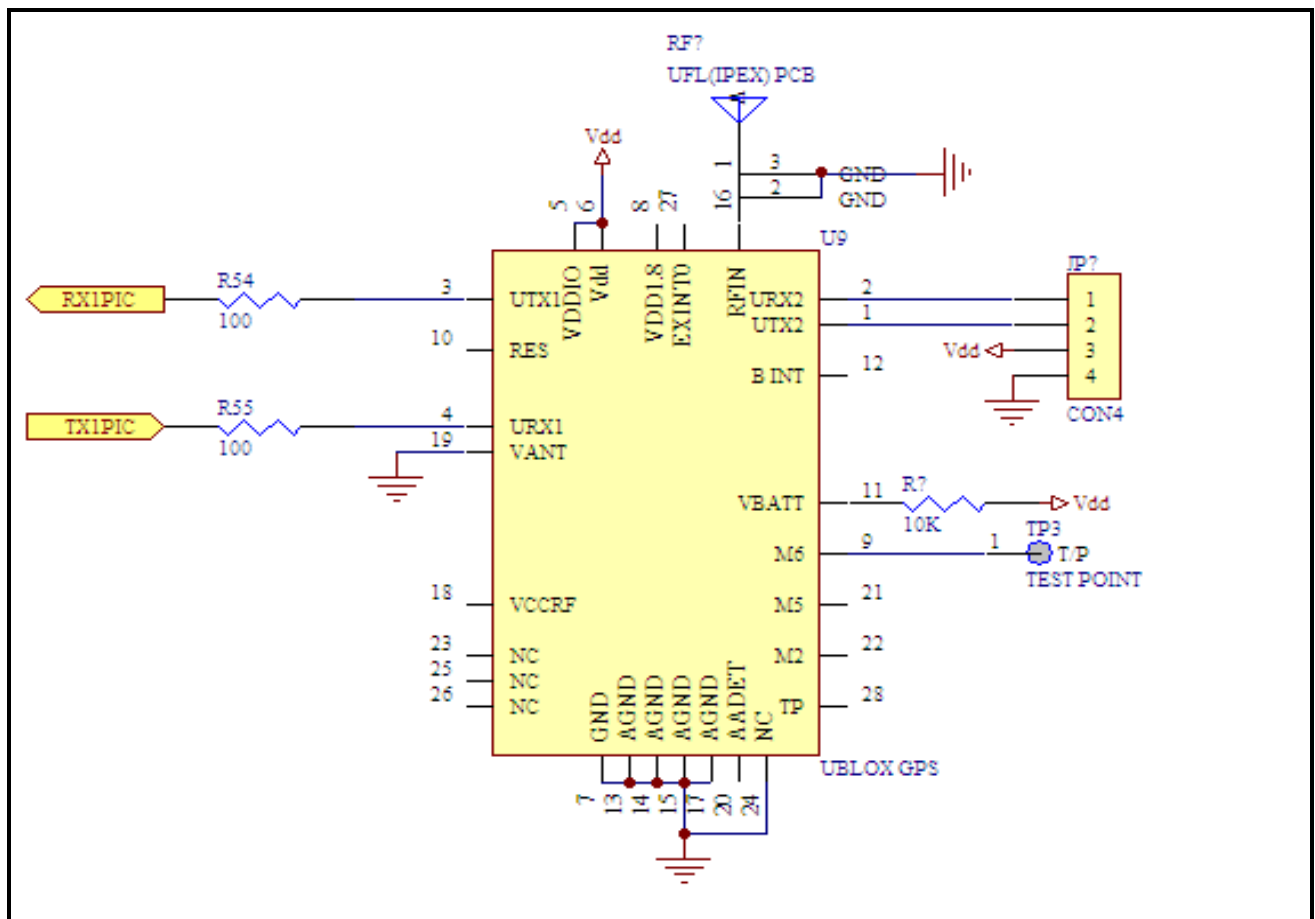 RF?
UFL(IPEX) PCB
Vdd
1
3
GND
2
GND
5
6
8
27
16
U9
JP?
R54
RX1PIC
100
3
UTX1
VDDIO
Vdd
VDD1.8
EXINT0
RFIN
URX2
2
1
UTX2
1
2
10
RES
B INT
12
Vdd
3
4
CON4
R55
TX1PIC
100
4
URX1
19
VANT
VBATT
11
R?
10K
Vdd
M6
9
1
TP3
T/P
TEST POINT
18
VCCRF
M5
21
23
NC
M2
22
25
NC
26
NC
TP
28
GND
AGND
AGND
AGND
AGND
AADET
NC
UBLOX GPS
7
13
14
15
17
20
24